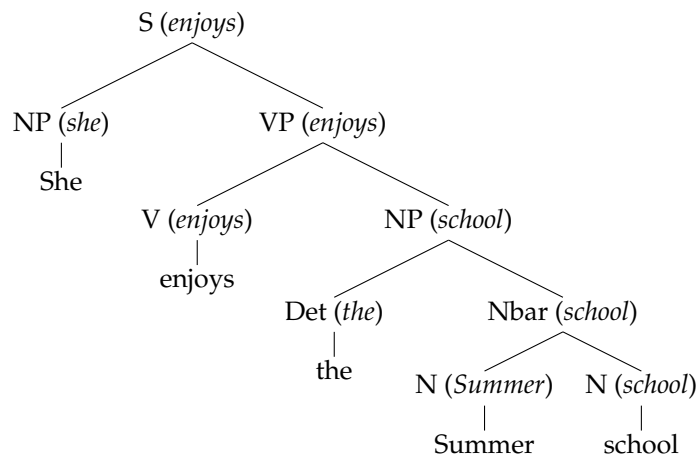 S (enjoys)
NP (she) VP (enjoys)
She
V (enjoys) NP (school)
enjoys
Det (the) Nbar (school)
the
N (Summer) N (school)
Summer school